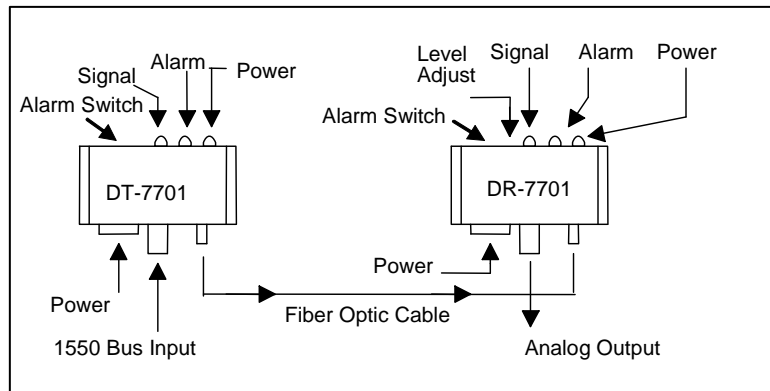 Signal
Alarm
Power
Alarm Switch
DT-7701
Power
1550 Bus Input
Level
Adjust
Signal
Alarm
Power
Alarm Switch
DR-7701
Power
Fiber Optic Cable
Analog Output